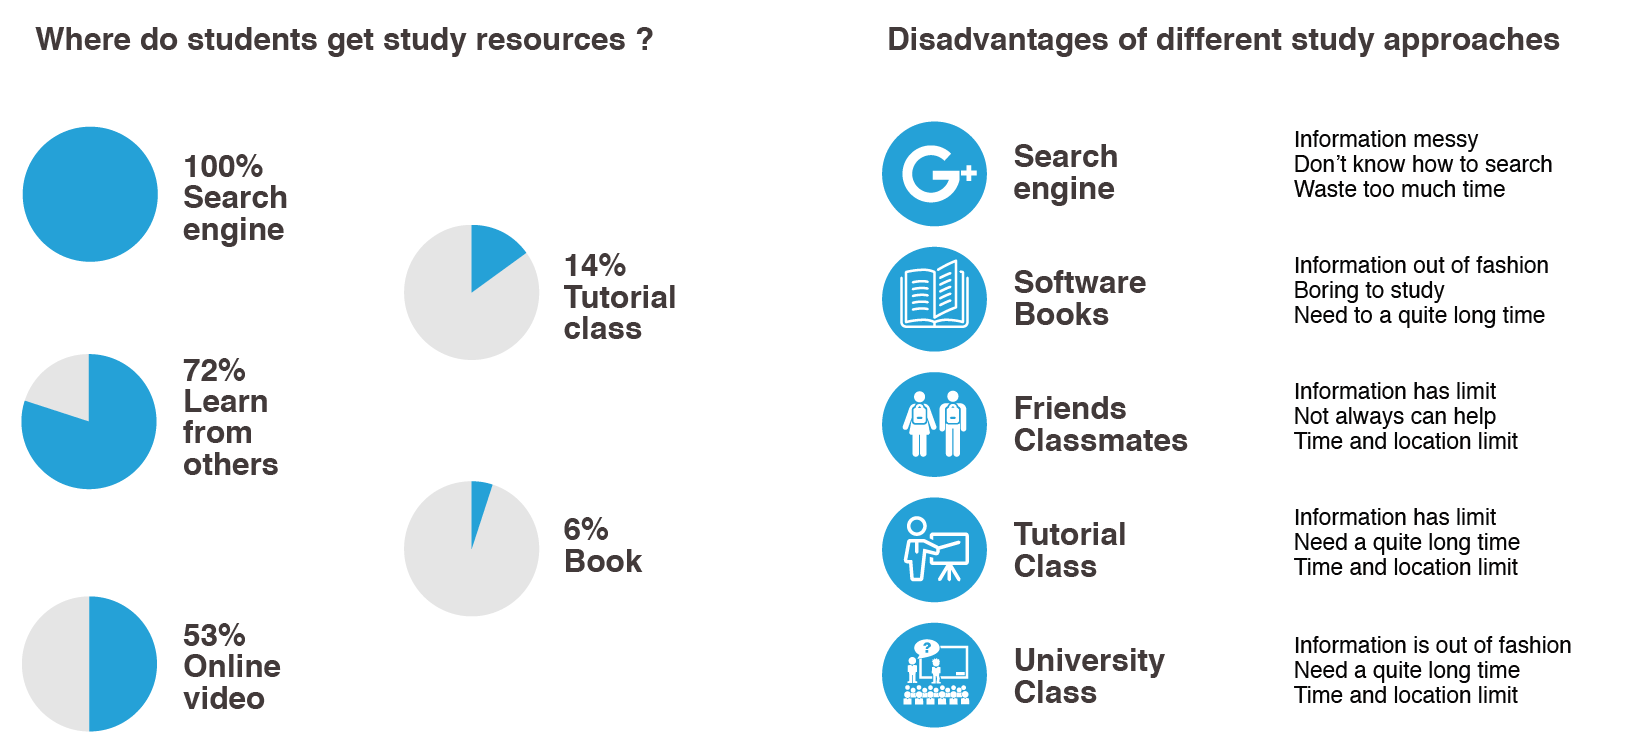 Where do students get study resources ?
100%
Search
engine
14%
Tutorial
class
72%
Learn
from
others
6%
Book
53%
Online
video
Disadvantages of different study approaches
G+
Search
engine
Information messy
Don’t know how to search
Waste too much time
Software
Books
Information out of fashion
Boring to study
Need to a quite long time
Friends
Classmates
Information has limit
Not always can help
Time and location limit
Tutorial
Class
Information has limit
Need a quite long time
Time and location limit
?
University
Class
Information is out of fashion
Need a quite long time
Time and location limit